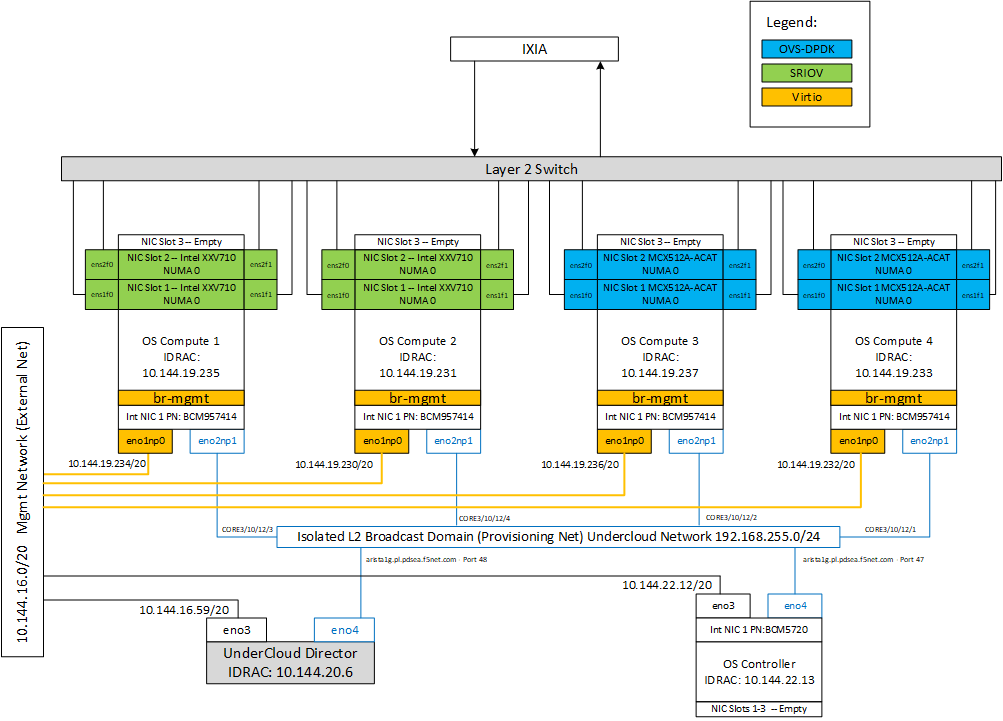 Legend:
OVS-DPDK
SRIOV
Virtio
IXIA
Layer 2 Switch
NIC Slot 3 -- Empty
ens2f0
NIC Slot 2 -- Intel XXV710
NUMA 0
ens2f1
ens1f0
NIC Slot 1 -- Intel XXV710
NUMA 0
ens1f1
OS Compute 1
IDRAC:
10.144.19.235
br-mgmt
Int NIC 1 PN: BCM957414
eno1np0
eno2np1
10.144.19.234/20
NIC Slot 3 -- Empty
ens2f0
NIC Slot 2 -- Intel XXV710
NUMA 0
ens2f1
ens1f0
NIC Slot 1 -- Intel XXV710
NUMA 0
ens1f1
OS Compute 2
IDRAC:
10.144.19.231
br-mgmt
Int NIC 1 PN: BCM957414
eno1np0
eno2np1
10.144.19.230/20
NIC Slot 3 -- Empty
ens2f0
NIC Slot 2 MCX512A-ACAT
NUMA 0
ens2f1
ens1f0
NIC Slot 1 MCX512A-ACAT
NUMA 0
ens1f1
OS Compute 3
IDRAC:
10.144.19.237
br-mgmt
Int NIC 1 PN: BCM957414
eno1np0
eno2np1
10.144.19.236/20
NIC Slot 3 -- Empty
ens2f0
NIC Slot 2 MCX512A-ACAT
NUMA 0
ens2f1
ens1f0
NIC Slot 1 MCX512A-ACAT
NUMA 0
ens1f1
OS Compute 4
IDRAC:
10.144.19.233
br-mgmt
Int NIC 1 PN: BCM957414
eno1np0
eno2np1
10.144.19.232/20
10.144.16.0/20 Mgmt Network (External Net)
CORE3/10/12/3
CORE3/10/12/4
CORE3/10/12/2
CORE3/10/12/1
Isolated L2 Broadcast Domain (Provisioning Net) Undercloud Network 192.168.255.0/24
arista1g.pl.pdsea.f5net.com - Port 48
arista1g.pl.pdsea.f5net.com - Port 47
10.144.16.59/20
eno3
eno4
UnderCloud Director
IDRAC: 10.144.20.6
10.144.22.12/20
eno3
eno4
Int NIC 1 PN:BCM5720
OS Controller
IDRAC: 10.144.22.13
NIC Slots 1-3 -- Empty